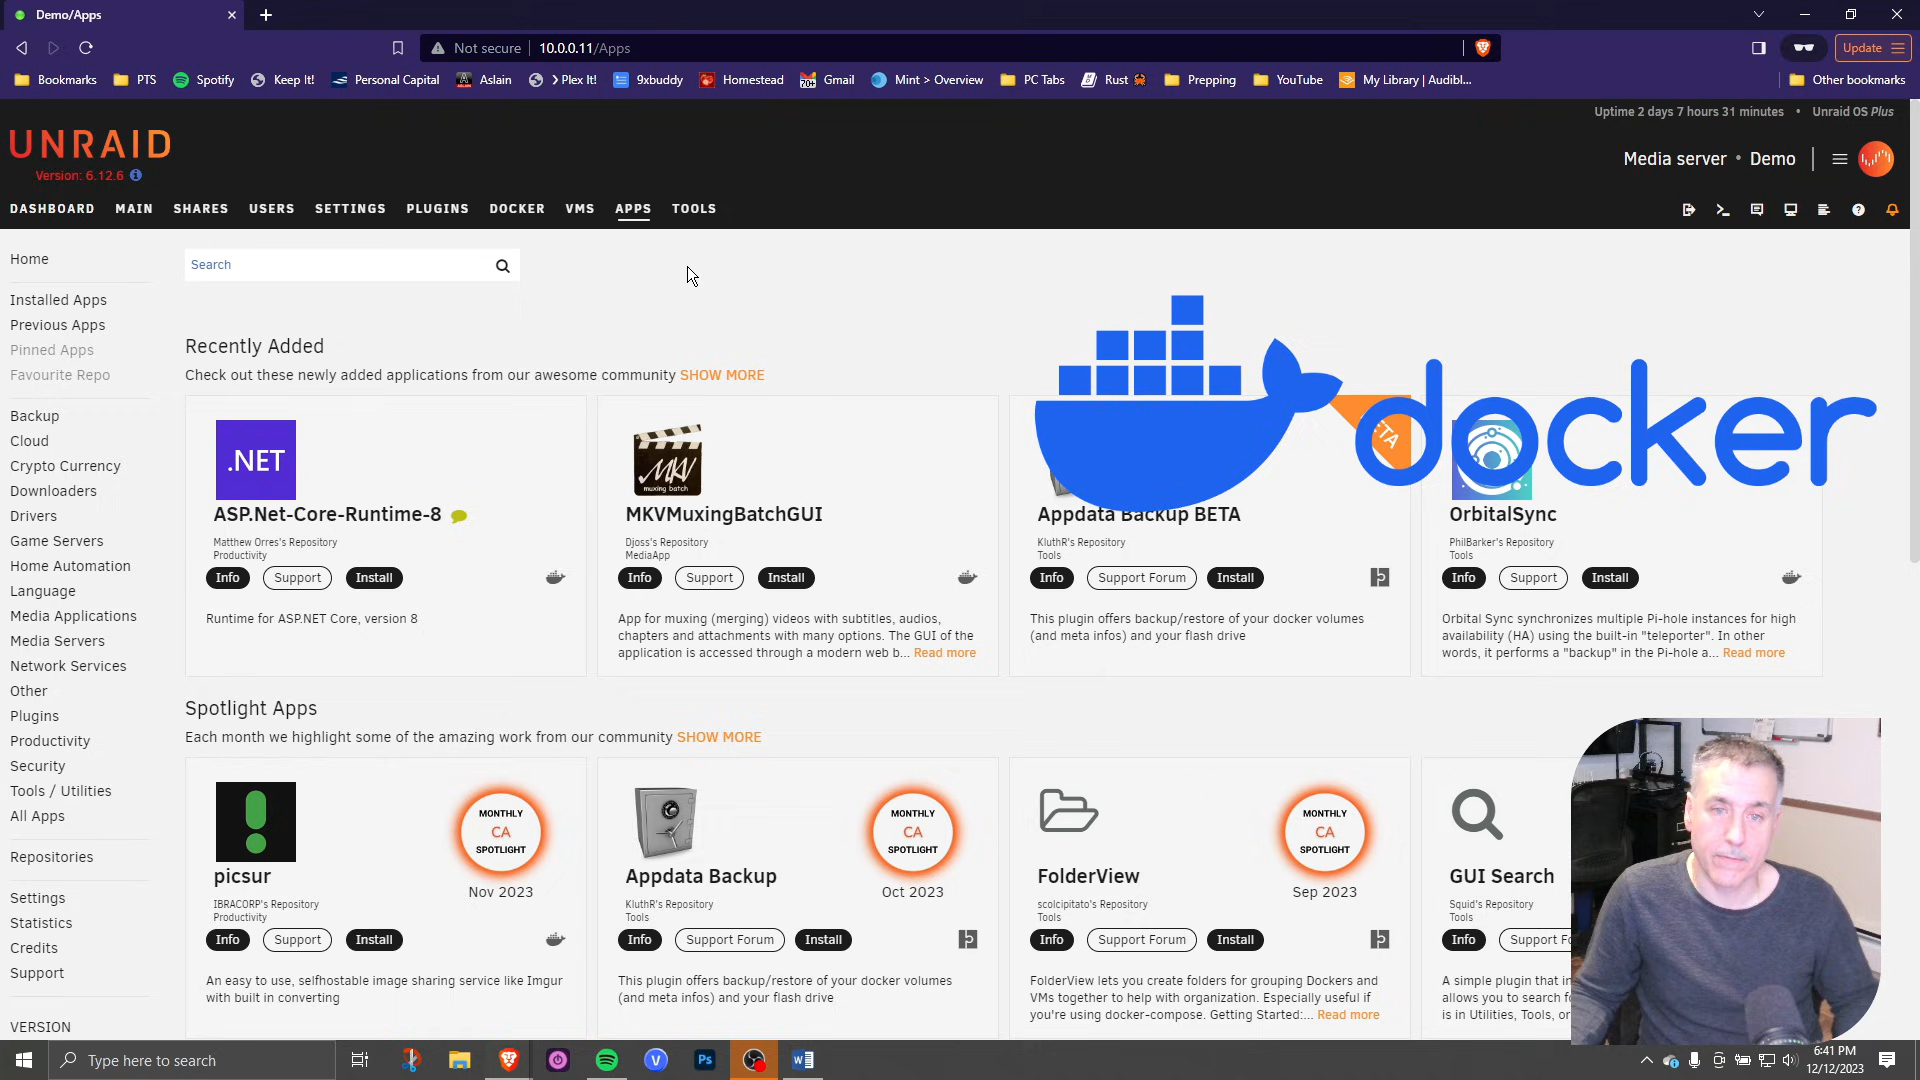 Demo/Apps
Not secure
10.0.0.11/Apps
Update
Bookmarks
PTS
Spotify
Keep It!
Personal Capital
Aslain
> Plex It!
9xbuddy
Homestead
Gmail
Mint > Overview
PC Tabs
Rust
Prepping
YouTube
My Library | Audibl...
Other bookmarks
Uptime 2 days 7 hours 31 minutes • Unraid OS Plus
UNRAID
Version: 6.12.6
Media server • Demo
DASHBOARD MAIN SHARES USERS SETTINGS PLUGINS DOCKER VMS APPS TOOLS
Home
Installed Apps
Previous Apps
Pinned Apps
Favourite Repo
Backup
Cloud
Crypto Currency
Downloaders
Drivers
Game Servers
Home Automation
Language
Media Applications
Media Servers
Network Services
Other
Plugins
Productivity
Security
Tools / Utilities
All Apps
Repositories
Settings
Statistics
Credits
Support
VERSION
Search
docker
Recently Added
Check out these newly added applications from our awesome community SHOW MORE
.NET
ASP.Net-Core-Runtime-8
Matthew Orres's Repository
Productivity
Info Support Install
Runtime for ASP.NET Core, version 8
MKV
muxing batch
MKVMuxingBatchGUI
Djoss's Repository
MediaApp
Info Support Install
App for muxing (merging) videos with subtitles, audios,
chapters and attachments with many options. The GUI of the
application is accessed through a modern web b... Read more
Appdata Backup BETA
KluthR's Repository
Tools
Info Support Forum Install
This plugin offers backup/restore of your docker volumes
(and meta infos) and your flash drive
OrbitalSync
PhilBarker's Repository
Tools
Info Support Install
Orbital Sync synchronizes multiple Pi-hole instances for high
availability (HA) using the built-in "teleporter". In other
words, it performs a "backup" in the Pi-hole a... Read more
Spotlight Apps
Each month we highlight some of the amazing work from our community SHOW MORE
MONTHLY
CA
SPOTLIGHT
picsur
Nov 2023
IBRACORP's Repository
Productivity
Info Support Install
An easy to use, selfhostable image sharing service like Imgur
with built in converting
MONTHLY
CA
SPOTLIGHT
Appdata Backup
Oct 2023
KluthR's Repository
Tools
Info Support Forum Install
This plugin offers backup/restore of your docker volumes
(and meta infos) and your flash drive
MONTHLY
CA
SPOTLIGHT
FolderView
Sep 2023
scolcipitato's Repository
Tools
Info Support Forum Install
FolderView lets you create folders for grouping Dockers and
VMs together to help with organization. Especially useful if
you're using docker-compose. Getting Started:... Read more
GUI Search
Squid's Repository
Tools
Info Support Fo
A simple plugin that in
allows you to search f
is in Utilities, Tools, or
Type here to search
Ps
6:41 PM
12/12/2023